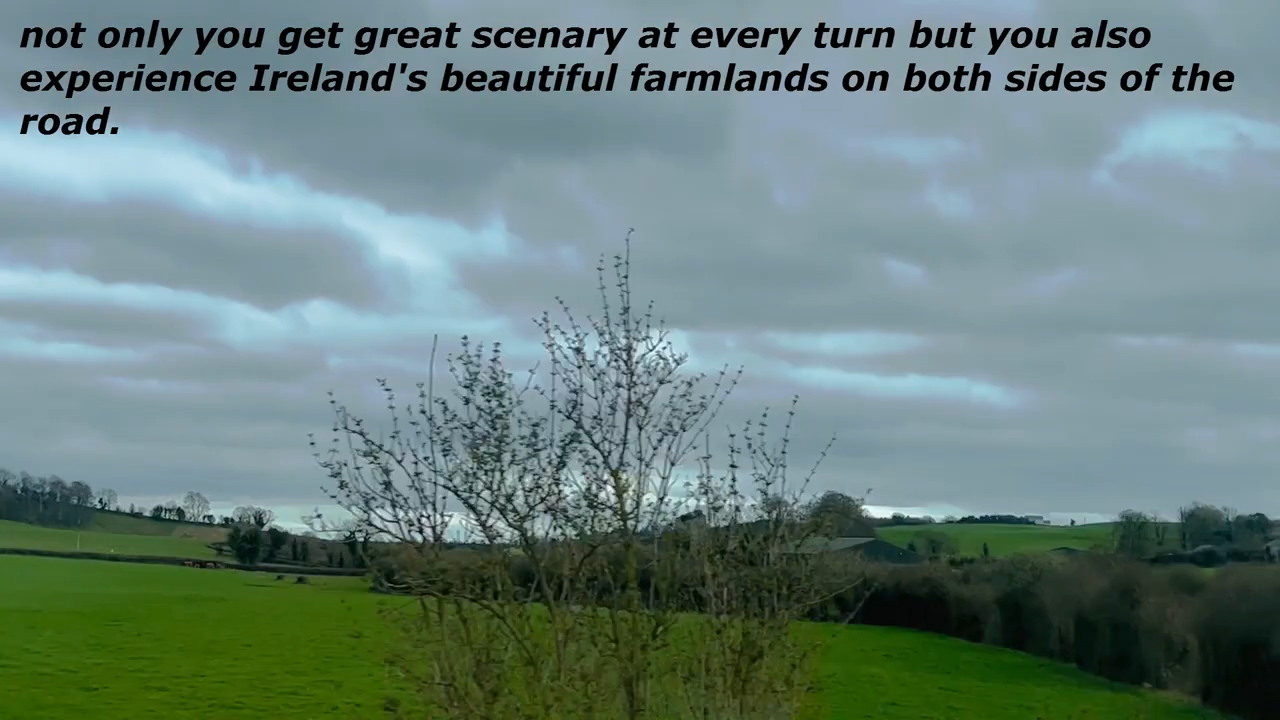 not only you get great scenary at every turn but you also
experience Ireland's beautiful farmlands on both sides of the
road.